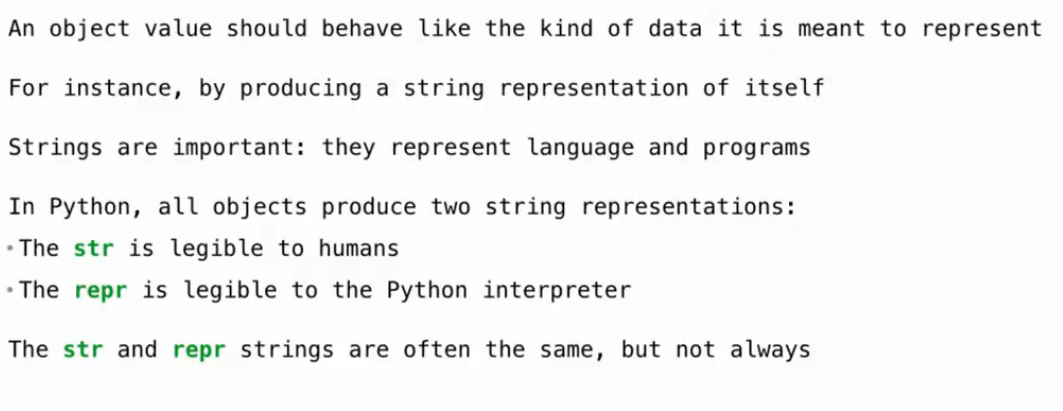 An object value should behave like the kind of data it is meant to represent
For instance, by producing a string representation of itself
Strings are important: they represent language and programs
In Python, all objects produce two string representations:
•The str is legible to humans
•The repr is legible to the Python interpreter
The str and repr strings are often the same, but not always